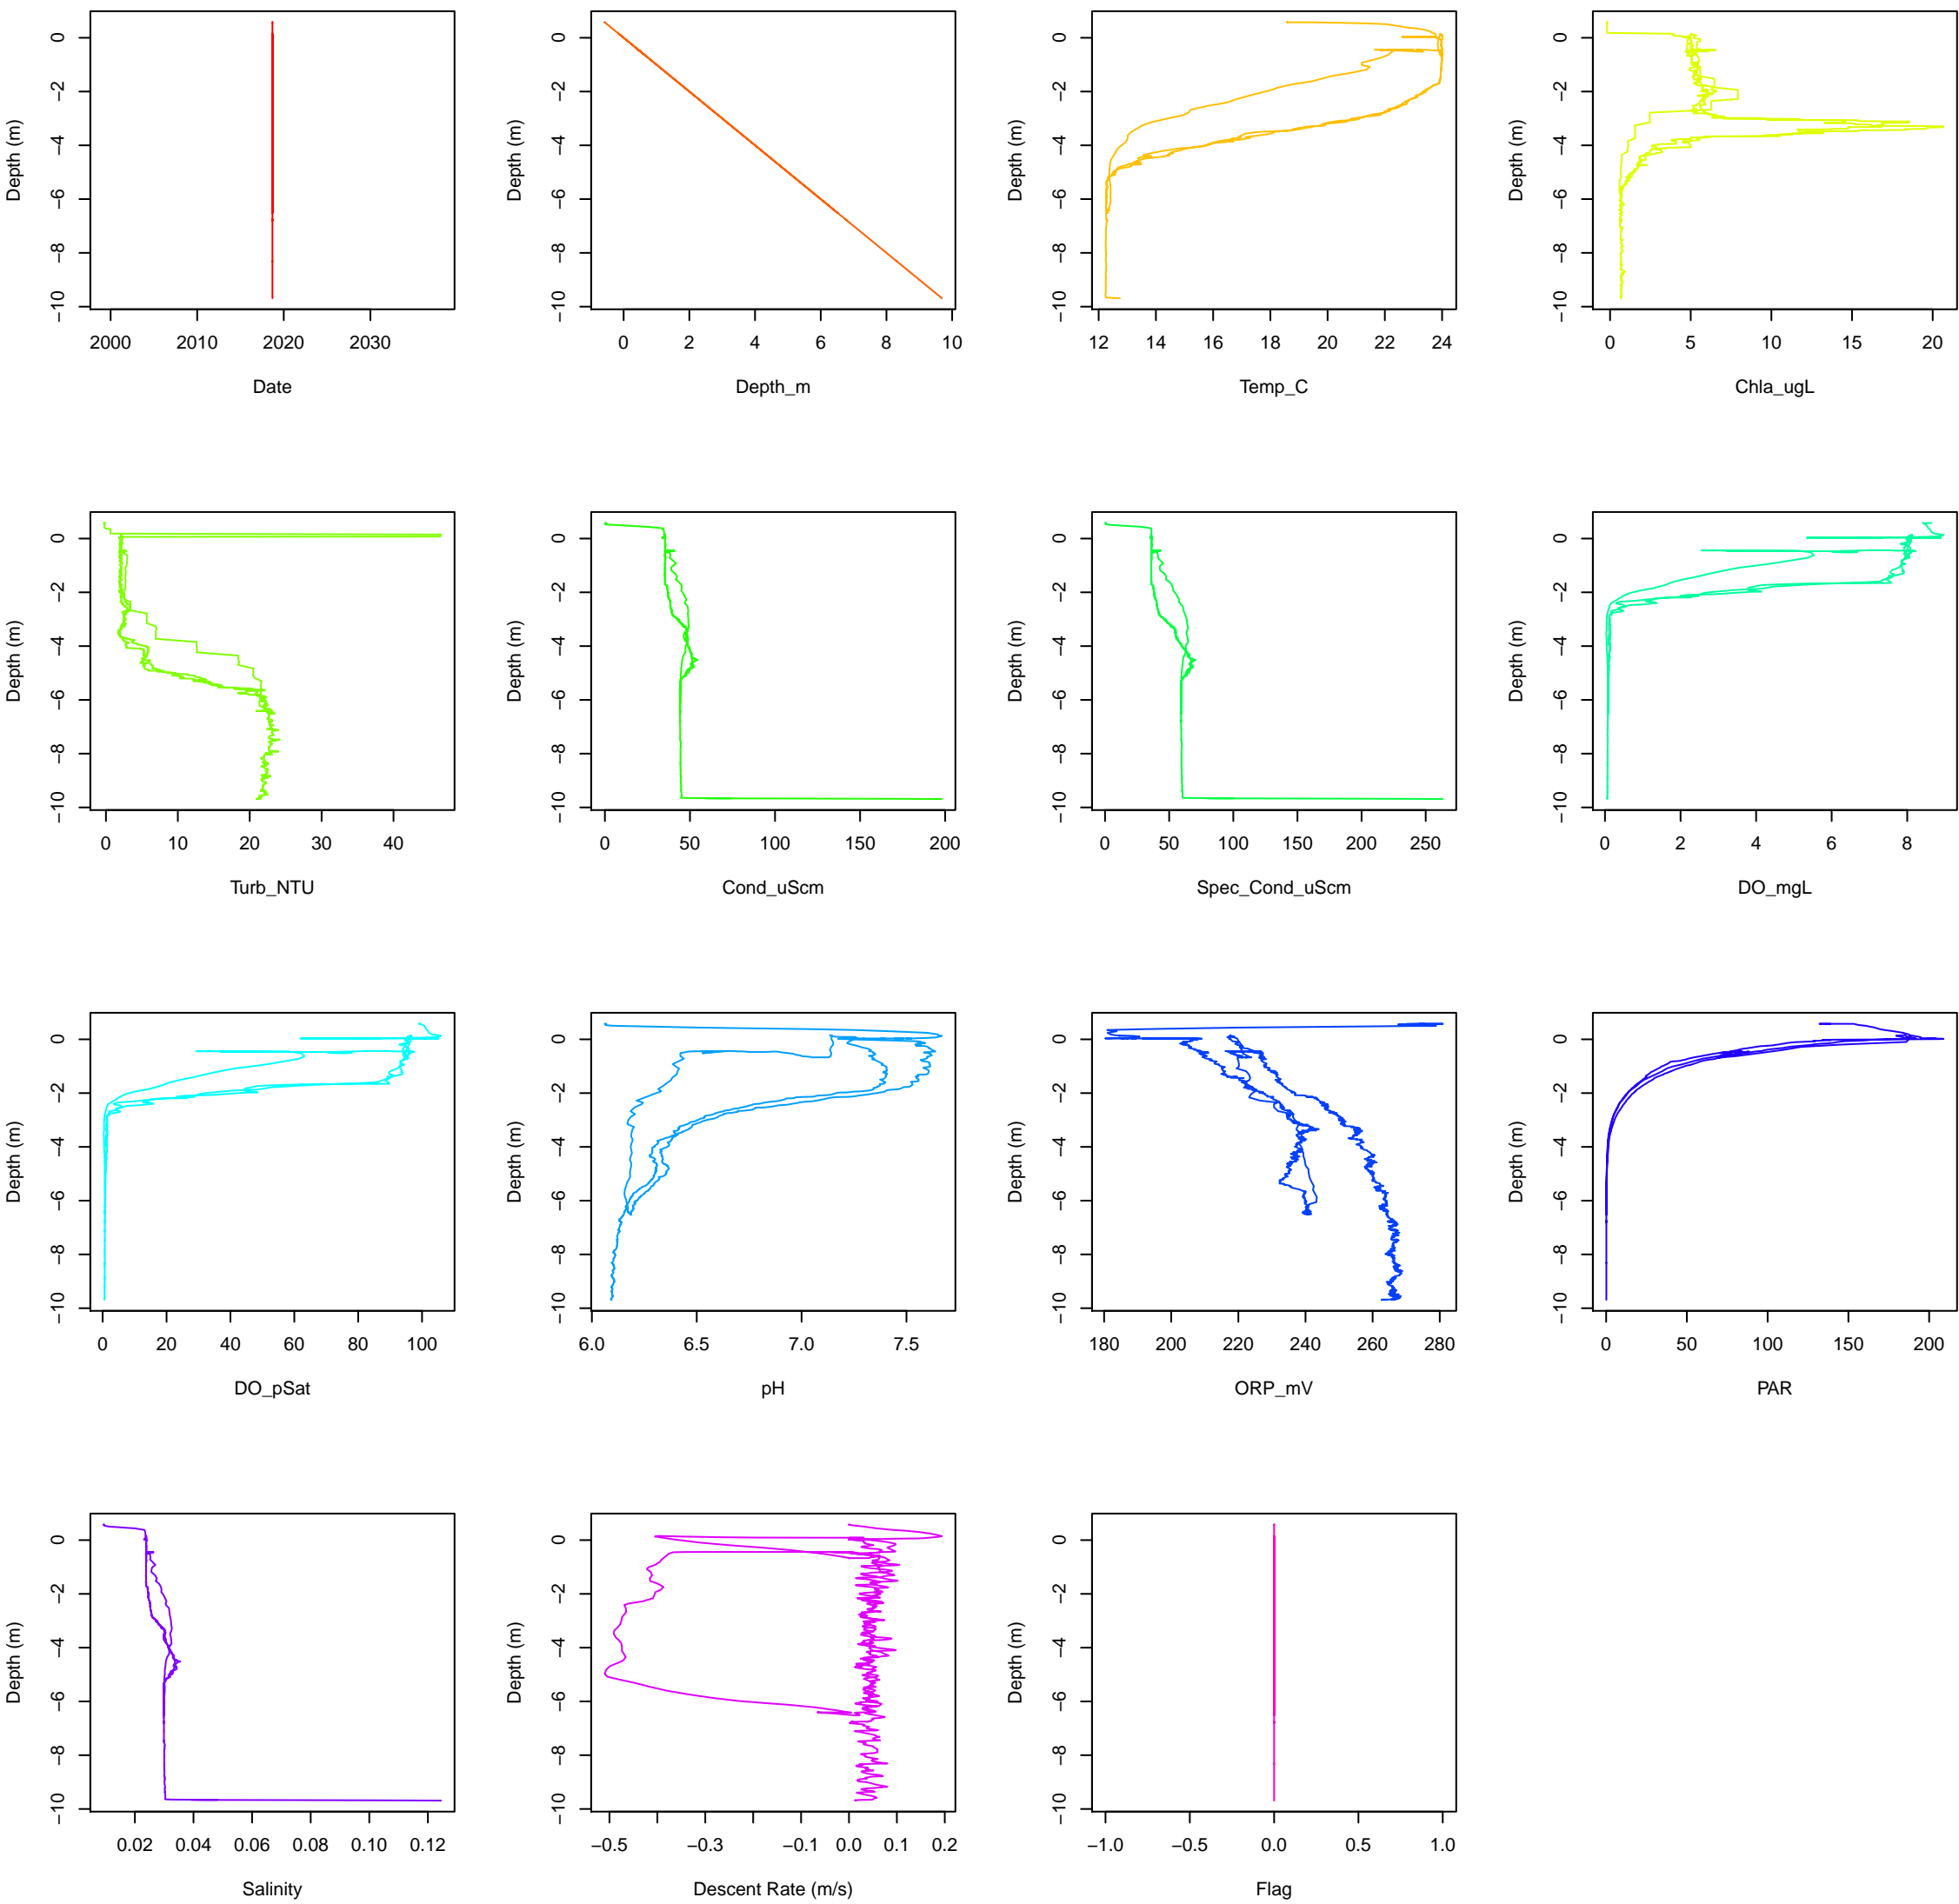 0
−2
−4
−6
−8
−10
Depth (m)
2000 2010 2020 2030
Date
0
−2
−4
−6
−8
−10
Depth (m)
0 2 4 6 8 10
Depth_m
0
−2
−4
−6
−8
−10
Depth (m)
12 14 16 18 20 22 24
Temp_C
0
−2
−4
−6
−8
−10
Depth (m)
0 5 10 15 20
Chla_ugL
0
−2
−4
−6
−8
−10
Depth (m)
0 10 20 30 40
Turb_NTU
0
−2
−4
−6
−8
−10
Depth (m)
0 50 100 150 200
Cond_uScm
0
−2
−4
−6
−8
−10
Depth (m)
0 50 100 150 200 250
Spec_Cond_uScm
0
−2
−4
−6
−8
−10
Depth (m)
0 2 4 6 8
DO_mgL
0
−2
−4
−6
−8
−10
Depth (m)
0 20 40 60 80 100
DO_pSat
0
−2
−4
−6
−8
−10
Depth (m)
6.0 6.5 7.0 7.5
pH
0
−2
−4
−6
−8
−10
Depth (m)
180 200 220 240 260 280
ORP_mV
0
−2
−4
−6
−8
−10
Depth (m)
0 50 100 150 200
PAR
0
−2
−4
−6
−8
−10
Depth (m)
0.02 0.04 0.06 0.08 0.10 0.12
Salinity
0
−2
−4
−6
−8
−10
Depth (m)
−0.5 −0.3 −0.1 0.0 0.1 0.2
Descent Rate (m/s)
0
−2
−4
−6
−8
−10
Depth (m)
−1.0 −0.5 0.0 0.5 1.0
Flag